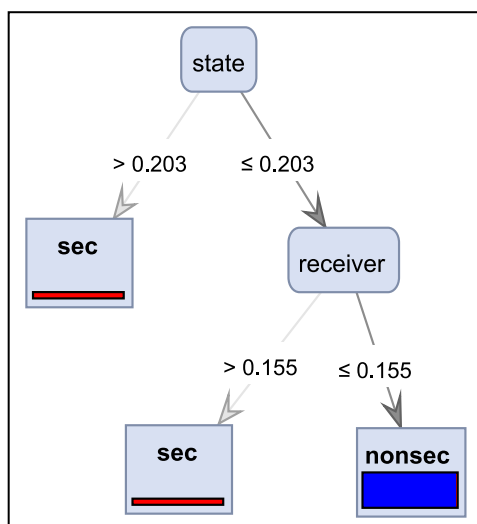 state
> 0.203
≤ 0.203
sec
receiver
> 0.155
≤ 0.155
sec
nonsec